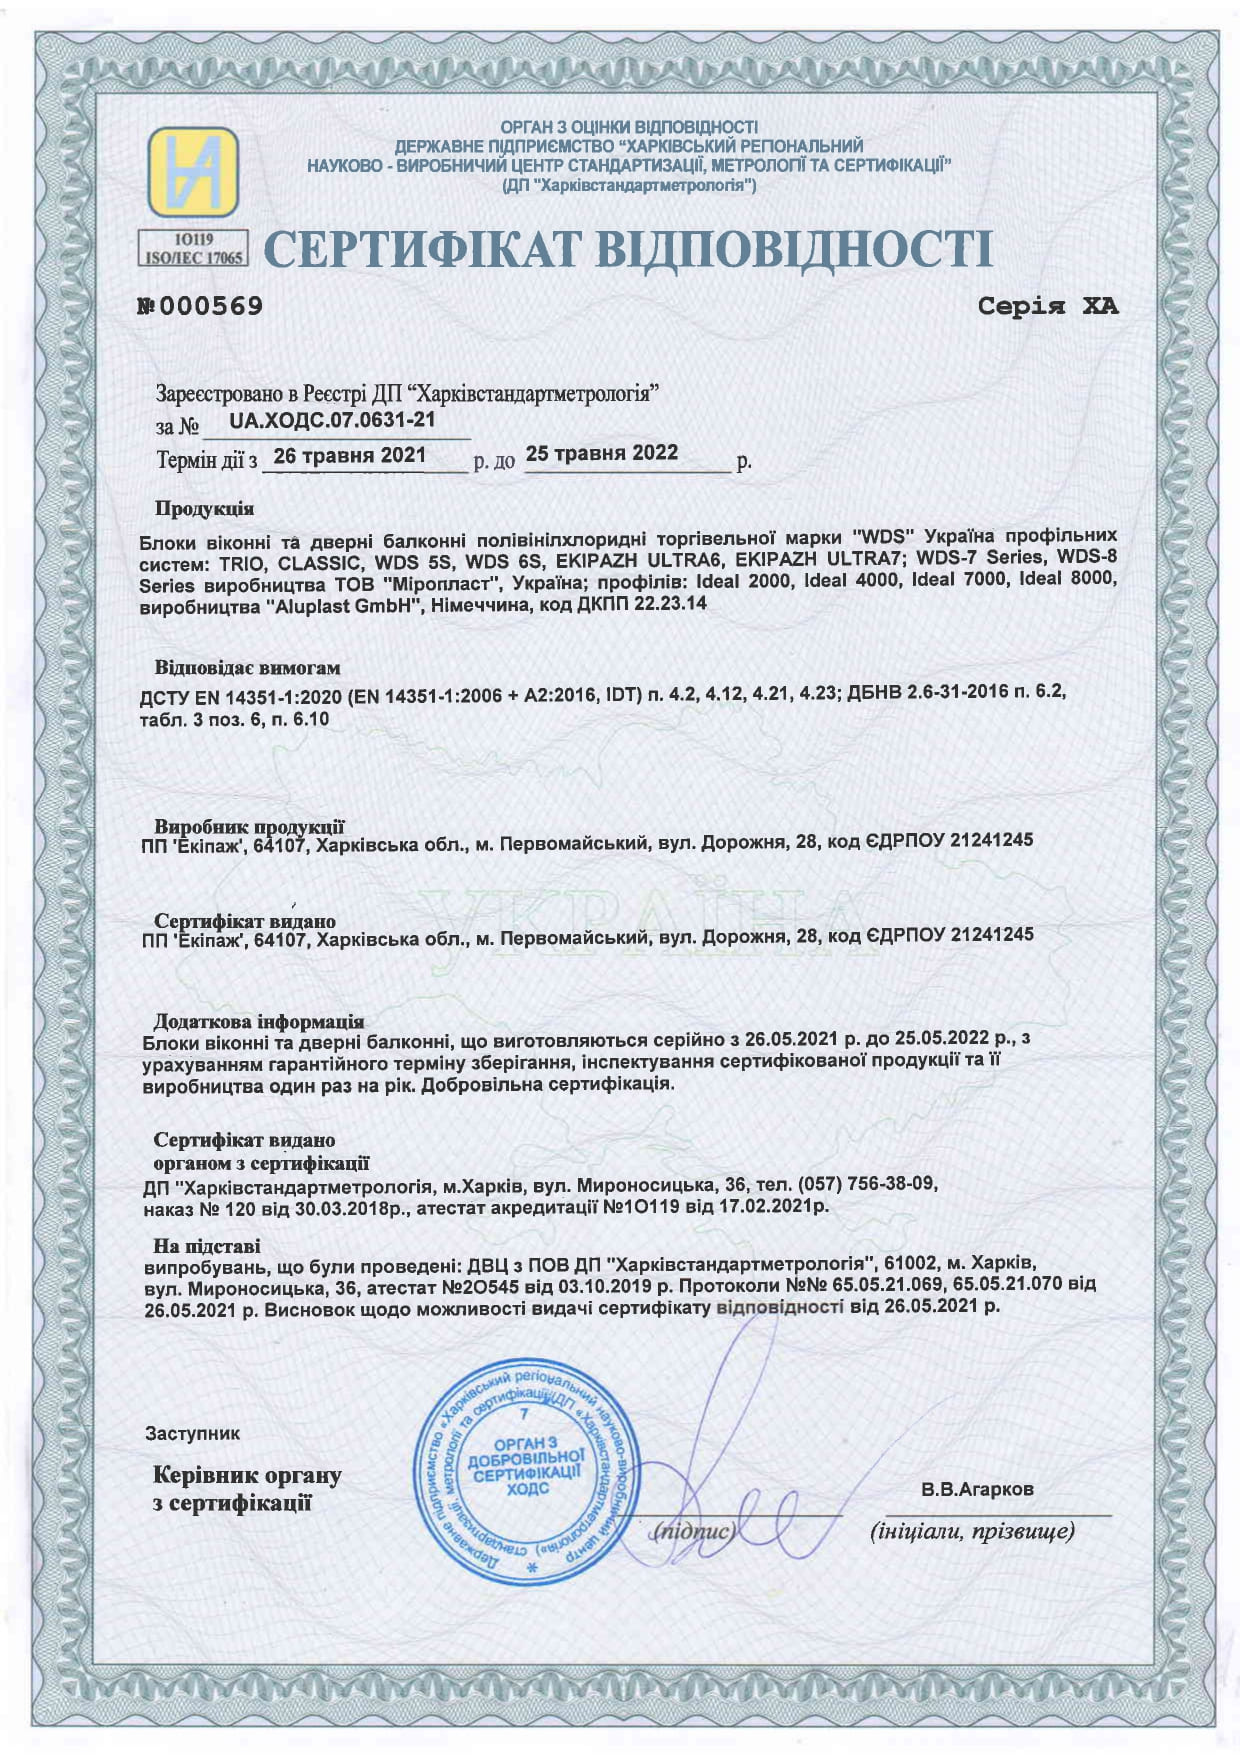 ОРГАН З ОЦІНКИ ВІДПОВІДНОСТІ
ДЕРЖАВНЕ ПІДПРИЄМСТВО “ХАРКІВСЬКИЙ РЕГІОНАЛЬНИЙ
НАУКОВО - ВИРОБНИЧИЙ ЦЕНТР СТАНДАРТИЗАЦІЇ, МЕТРОЛОГІЇ ТА СЕРТИФІКАЦІЇ”
(ДП "Харківстандартметрологія")
1О119
ISO/IEC 17065
СЕРТИФІКАТ ВІДПОВІДНОСТІ
№000569
Серія ХА
Зареєстровано в Реєстрі ДП “Харківстандартметрологія”
за № UA.ХОДС.07.0631-21
Термін дії з 26 травня 2021 р. до 25 травня 2022 р.
Продукція
Блоки віконні та дверні балконні полівінілхлоридні торгівельної марки "WDS" Україна профільних
систем: TRIO, CLASSIC, WDS 5S, WDS 6S, EKIPAZH ULTRA6, EKIPAZH ULTRA7; WDS-7 Series, WDS-8
Series виробництва ТОВ "Міропласт", Україна; профілів: Ideal 2000, Ideal 4000, Ideal 7000, Ideal 8000,
виробництва "Aluplast GmbH", Німеччина, код ДКПП 22.23.14
Відповідає вимогам
ДСТУ EN 14351-1:2020 (EN 14351-1:2006 + A2:2016, IDT) п. 4.2, 4.12, 4.21, 4.23; ДБНВ 2.6-31-2016 п. 6.2,
табл. 3 поз. 6, п. 6.10
Виробник продукції
ПП 'Екіпаж', 64107, Харківська обл., м. Первомайський, вул. Дорожня, 28, код ЄДРПОУ 21241245
УКРАЇНА
Сертифікат видано
ПП 'Екіпаж', 64107, Харківська обл., м. Первомайський, вул. Дорожня, 28, код ЄДРПОУ 21241245
Додаткова інформація
Блоки віконні та дверні балконні, що виготовляються серійно з 26.05.2021 р. до 25.05.2022 р., з
урахуванням гарантійного терміну зберігання, інспектування сертифікованої продукції та її
виробництва один раз на рік. Добровільна сертифікація.
Сертифікат видано
органом з сертифікації
ДП "Харківстандартметрологія, м.Харків, вул. Мироносицька, 36, тел. (057) 756-38-09,
наказ № 120 від 30.03.2018р., атестат акредитації №1О119 від 17.02.2021р.
На підставі
випробувань, що були проведені: ДВЦ з ПОВ ДП "Харківстандартметрологія", 61002, м. Харків,
вул. Мироносицька, 36, атестат №2О545 від 03.10.2019 р. Протоколи №№ 65.05.21.069, 65.05.21.070 від
26.05.2021 р. Висновок щодо можливості видачі сертифікату відповідності від 26.05.2021 р.
Державне підприємство «Харківський регіональний науково-виробничий центр
стандартизації, метрології та сертифікації» (ДП «Харківстандартметрологія»)
7
ОРГАН З
ДОБРОВІЛЬНОЇ
СЕРТИФІКАЦІЇ
ХОДС
Заступник
Керівник органу
з сертифікації
В.В.Агарков
(підпис)
(ініціали, прізвище)